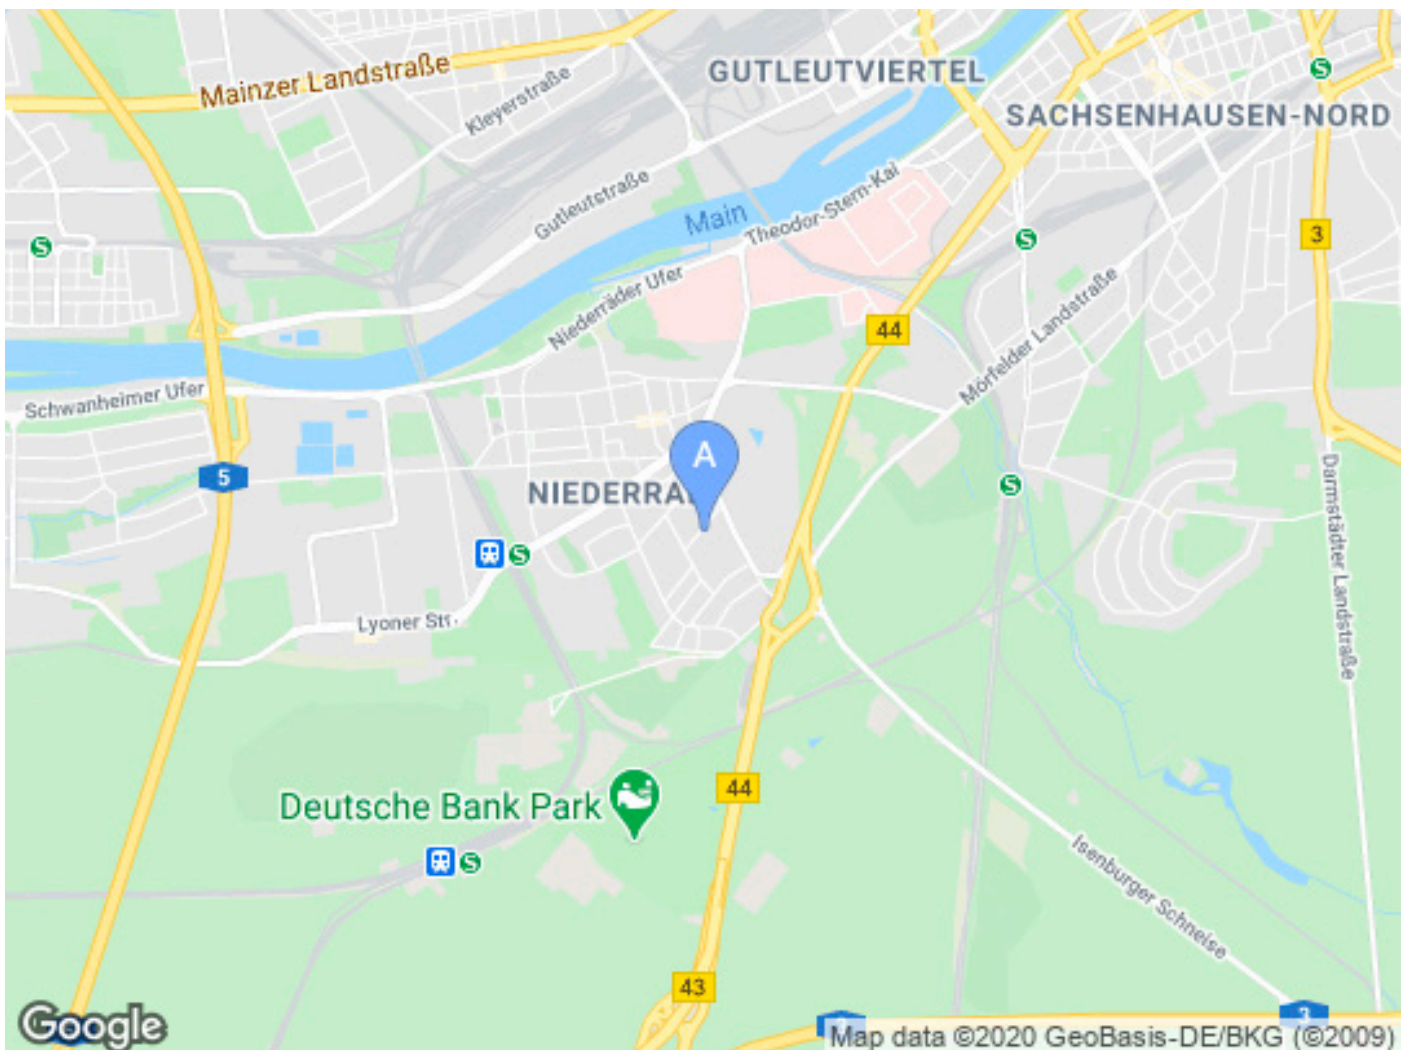 Mainzer Landstraße
Kleyerstraße
GUTLEUTVIERTEL
SACHSENHAUSEN-NORD
S
Gutleutstraße
Main
Theodor-Stern-Kai
S
S
3
Niederräder Ufer
44
Mörfelder Landstraße
Schwanheimer Ufer
A
5
NIEDERRA
S
Darmstädter Landstraße
S
Lyoner Str.
Deutsche Bank Park
44
S
Isenburger Schneise
43
3
Google
Map data ©2020 GeoBasis-DE/BKG (©2009)